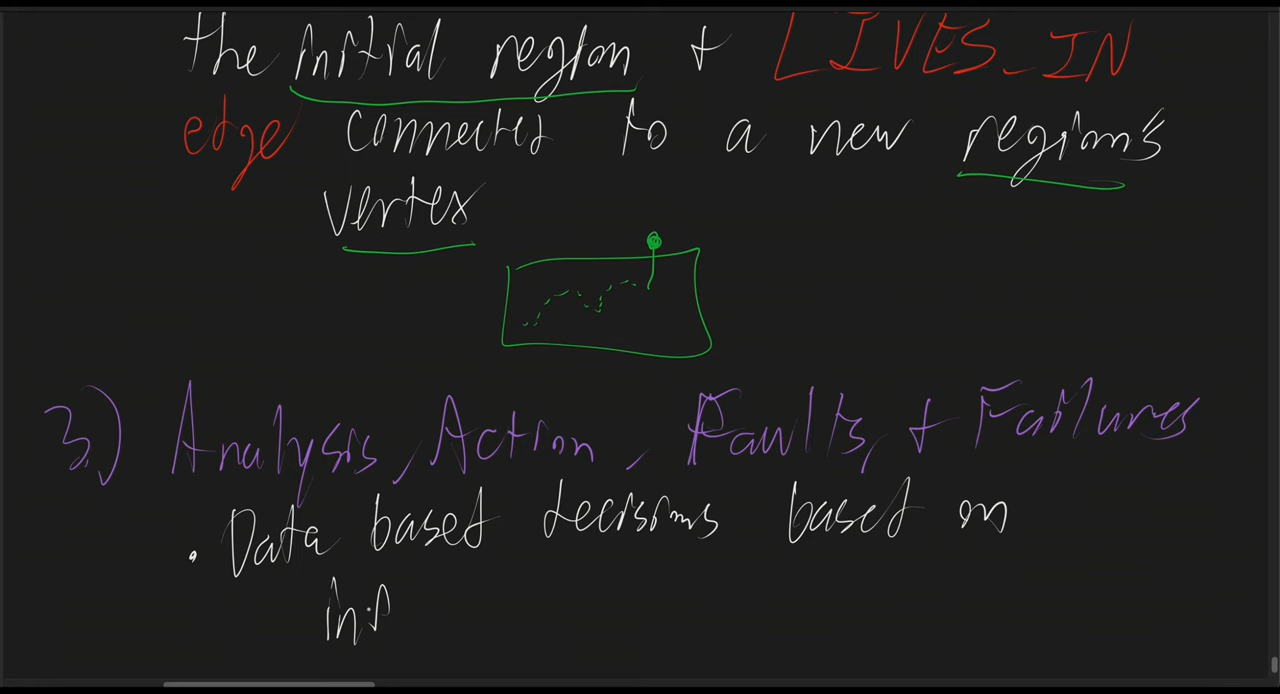 the initial region + LIVES_IN
edge connected to a new region's
vertex
3.) Analysis, Action, Faults, + Failures
. Data based decisions based on